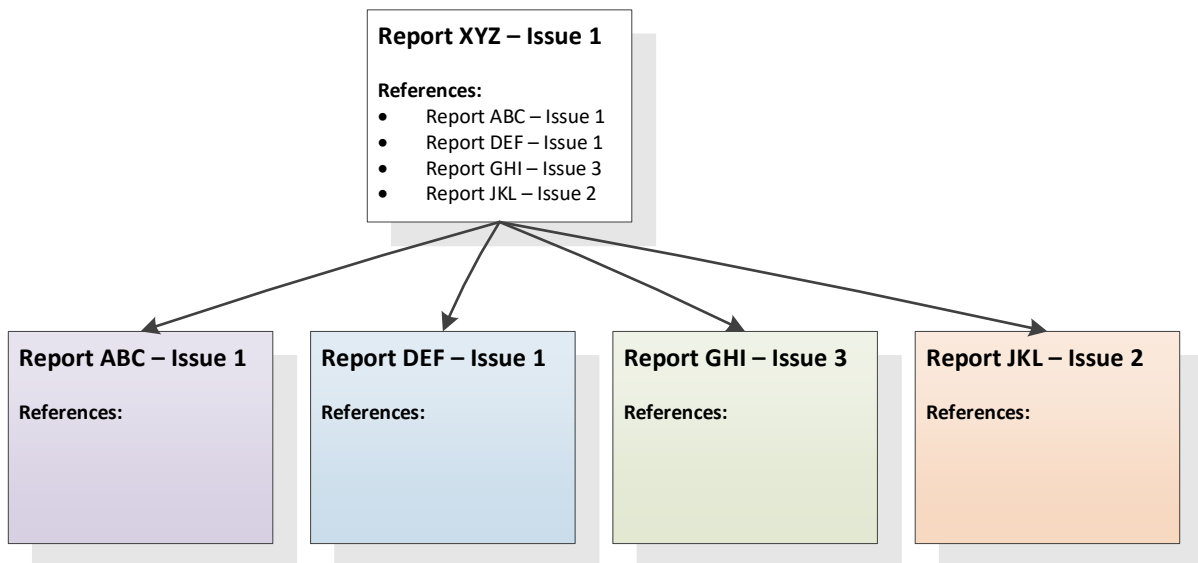 Report XYZ – Issue 1
References:
• Report ABC – Issue 1
• Report DEF – Issue 1
• Report GHI – Issue 3
• Report JKL – Issue 2
Report ABC – Issue 1
References:
Report DEF – Issue 1
References:
Report GHI – Issue 3
References:
Report JKL – Issue 2
References: